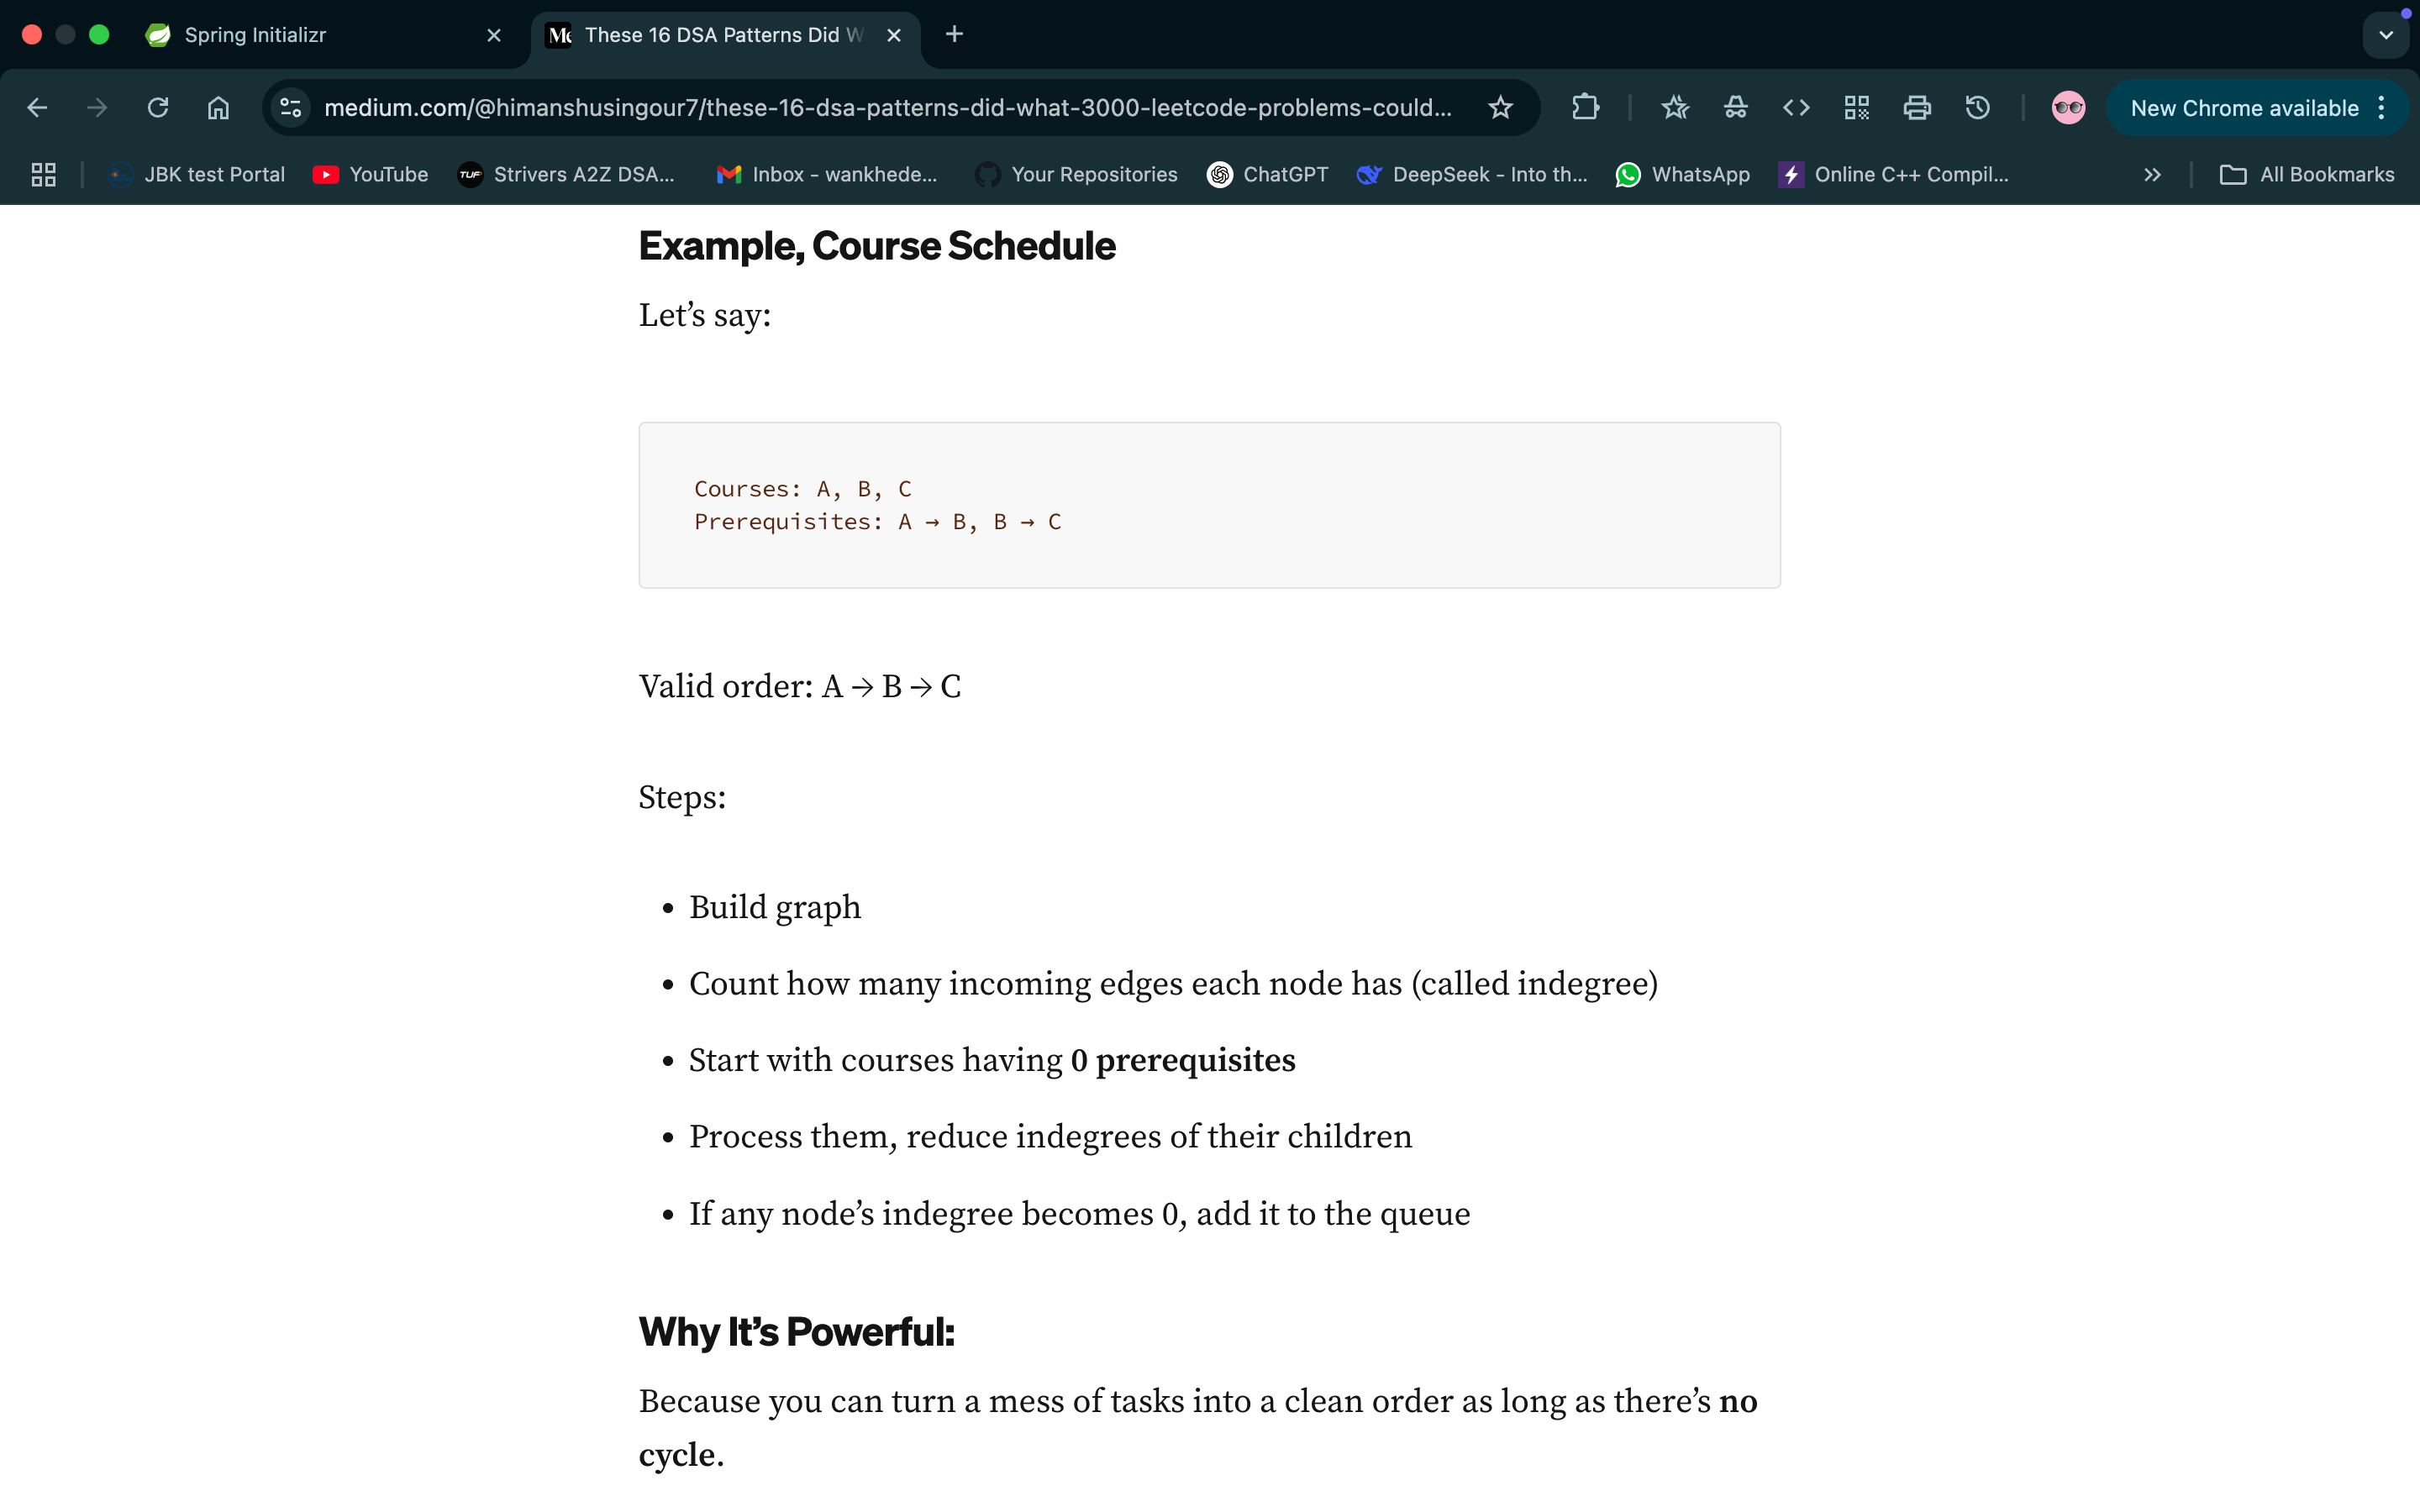 Spring Initializr
These 16 DSA Patterns Did W
medium.com/@himanshusingour7/these-16-dsa-patterns-did-what-3000-leetcode-problems-could...
New Chrome available
JBK test Portal
YouTube
TUF
Strivers A2Z DSA...
Inbox - wankhede...
Your Repositories
ChatGPT
DeepSeek - Into th...
WhatsApp
Online C++ Compil...
All Bookmarks
Example, Course Schedule
Let’s say:
Courses: A, B, C
Prerequisites: A → B, B → C
Valid order: A → B → C
Steps:
• Build graph
• Count how many incoming edges each node has (called indegree)
• Start with courses having 0 prerequisites
• Process them, reduce indegrees of their children
• If any node’s indegree becomes 0, add it to the queue
Why It’s Powerful:
Because you can turn a mess of tasks into a clean order as long as there’s no
cycle.